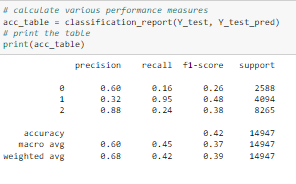 # calculate various performance measures
acc_table = classification_report(Y_test, Y_test_pred)
# print the table
print(acc_table)
precision recall f1-score support
0 0.60 0.16 0.26 2588
1 0.32 0.95 0.48 4094
2 0.88 0.24 0.38 8265
accuracy 0.42 14947
macro avg 0.60 0.45 0.37 14947
weighted avg 0.68 0.42 0.39 14947